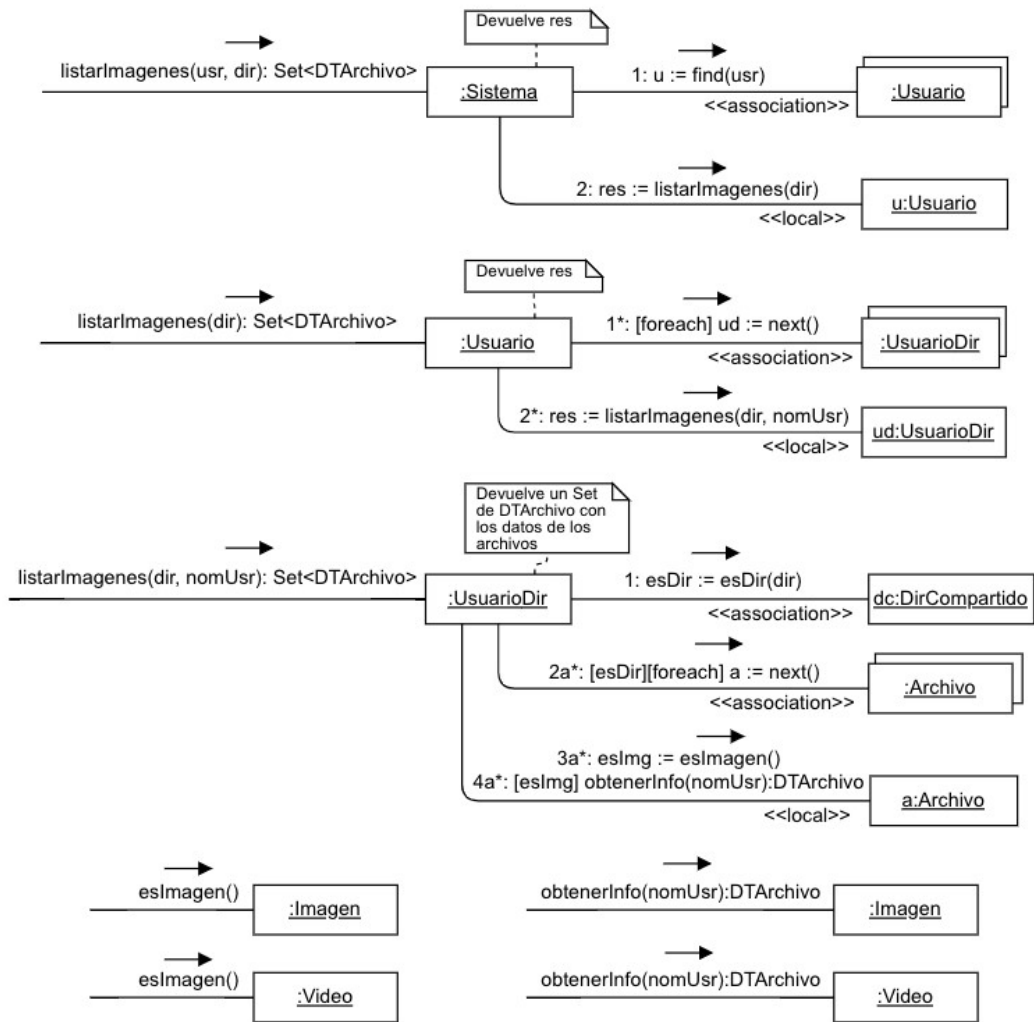 Devuelve res
listarImagenes(usr, dir): Set<DTArchivo>
:Sistema
1: u := find(usr)
<<association>>
:Usuario
2: res := listarImagenes(dir)
<<local>>
u:Usuario
Devuelve res
listarImagenes(dir): Set<DTArchivo>
:Usuario
1*: [foreach] ud := next()
<<association>>
:UsuarioDir
2*: res := listarImagenes(dir, nomUsr)
<<local>>
ud:UsuarioDir
Devuelve un Set
de DTArchivo con
los datos de los
archivos
listarImagenes(dir, nomUsr): Set<DTArchivo>
:UsuarioDir
1: esDir := esDir(dir)
<<association>>
dc:DirCompartido
2a*: [esDir][foreach] a := next()
<<association>>
:Archivo
3a*: esImg := esImagen()
4a*: [esImg] obtenerInfo(nomUsr):DTArchivo
<<local>>
a:Archivo
esImagen()
:Imagen
obtenerInfo(nomUsr):DTArchivo
:Imagen
esImagen()
:Video
obtenerInfo(nomUsr):DTArchivo
:Video